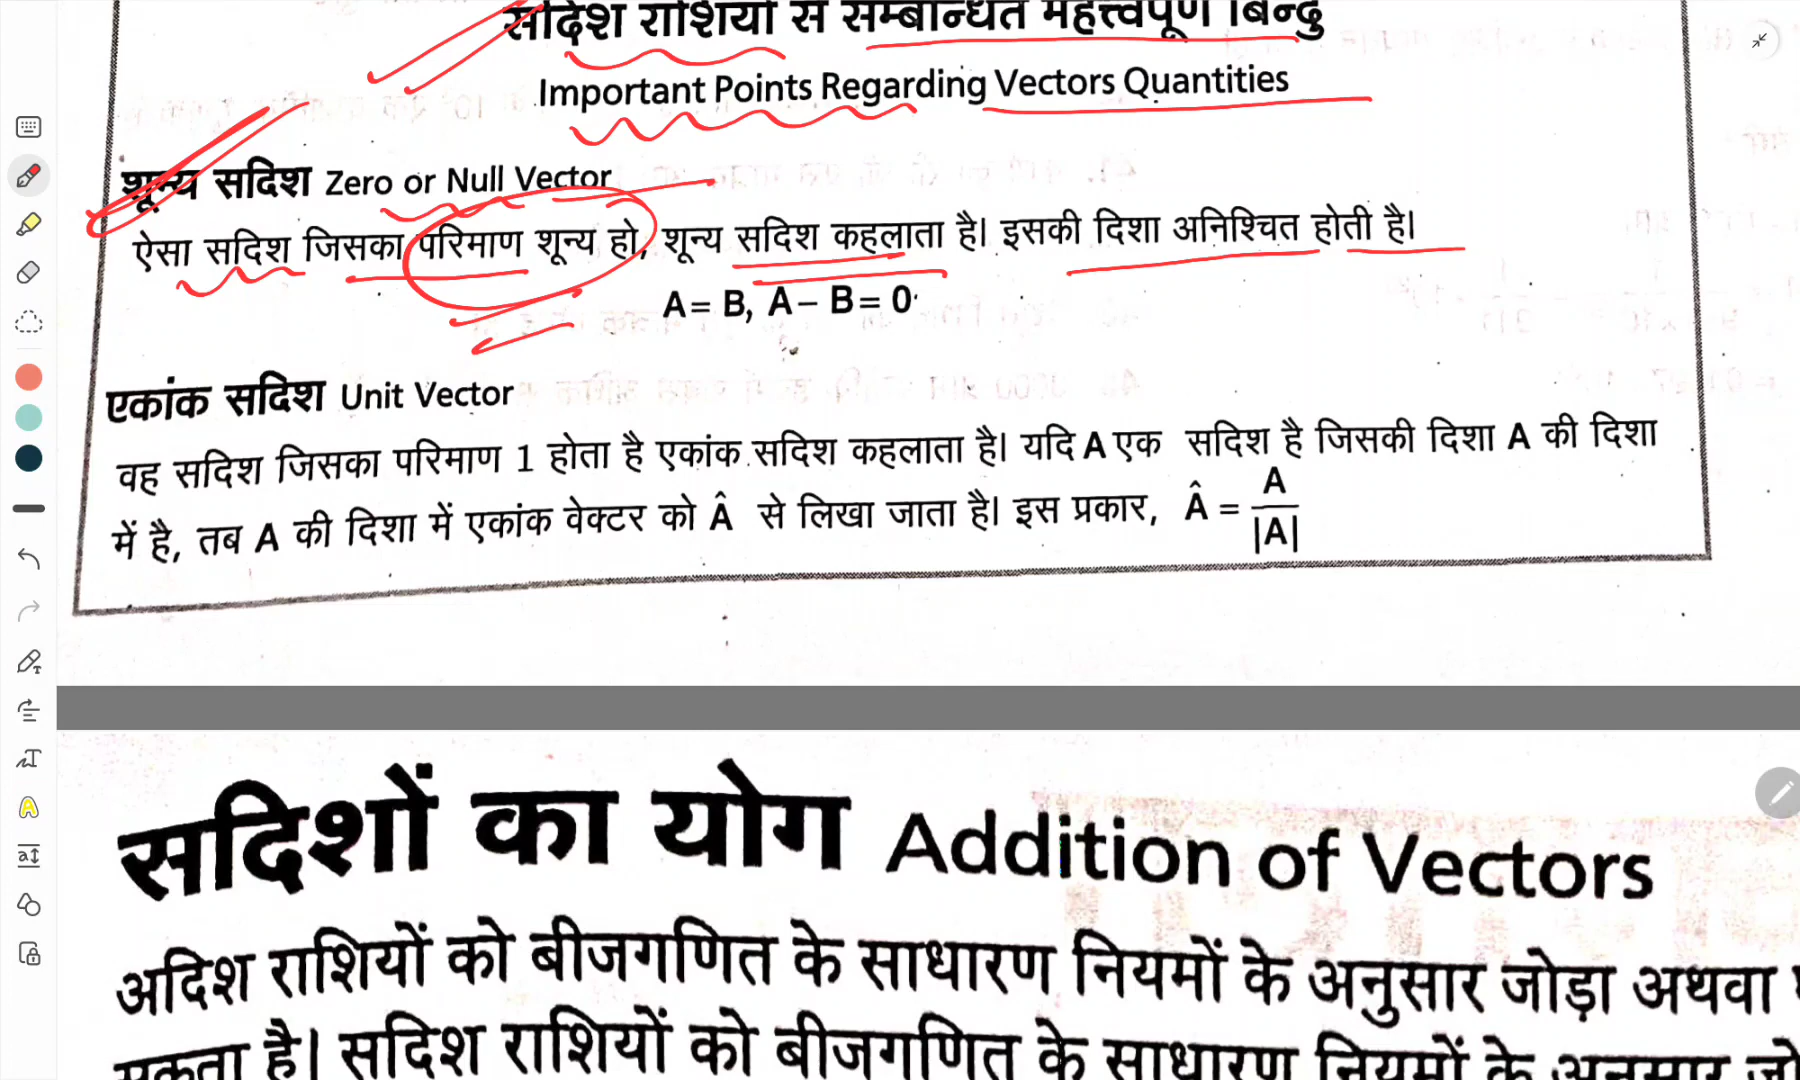 सदिश राशियों से सम्बन्धित महत्त्वपूर्ण बिन्दु
Important Points Regarding Vectors Quantities
शून्य सदिश Zero or Null Vector
ऐसा सदिश जिसका परिमाण शून्य हो, शून्य सदिश कहलाता है। इसकी दिशा अनिश्चित होती है।
A = B, A – B = 0
एकांक सदिश Unit Vector
वह सदिश जिसका परिमाण 1 होता है एकांक सदिश कहलाता है। यदि A एक सदिश है जिसकी दिशा A की दिशा
में है, तब A की दिशा में एकांक वेक्टर को Â से लिखा जाता है। इस प्रकार, Â = A/|A|
सदिशों का योग Addition of Vectors
अदिश राशियों को बीजगणित के साधारण नियमों के अनुसार जोड़ा अथवा
सकता है। सदिश राशियों को बीजगणित के साधारण नियमों के अनुसार